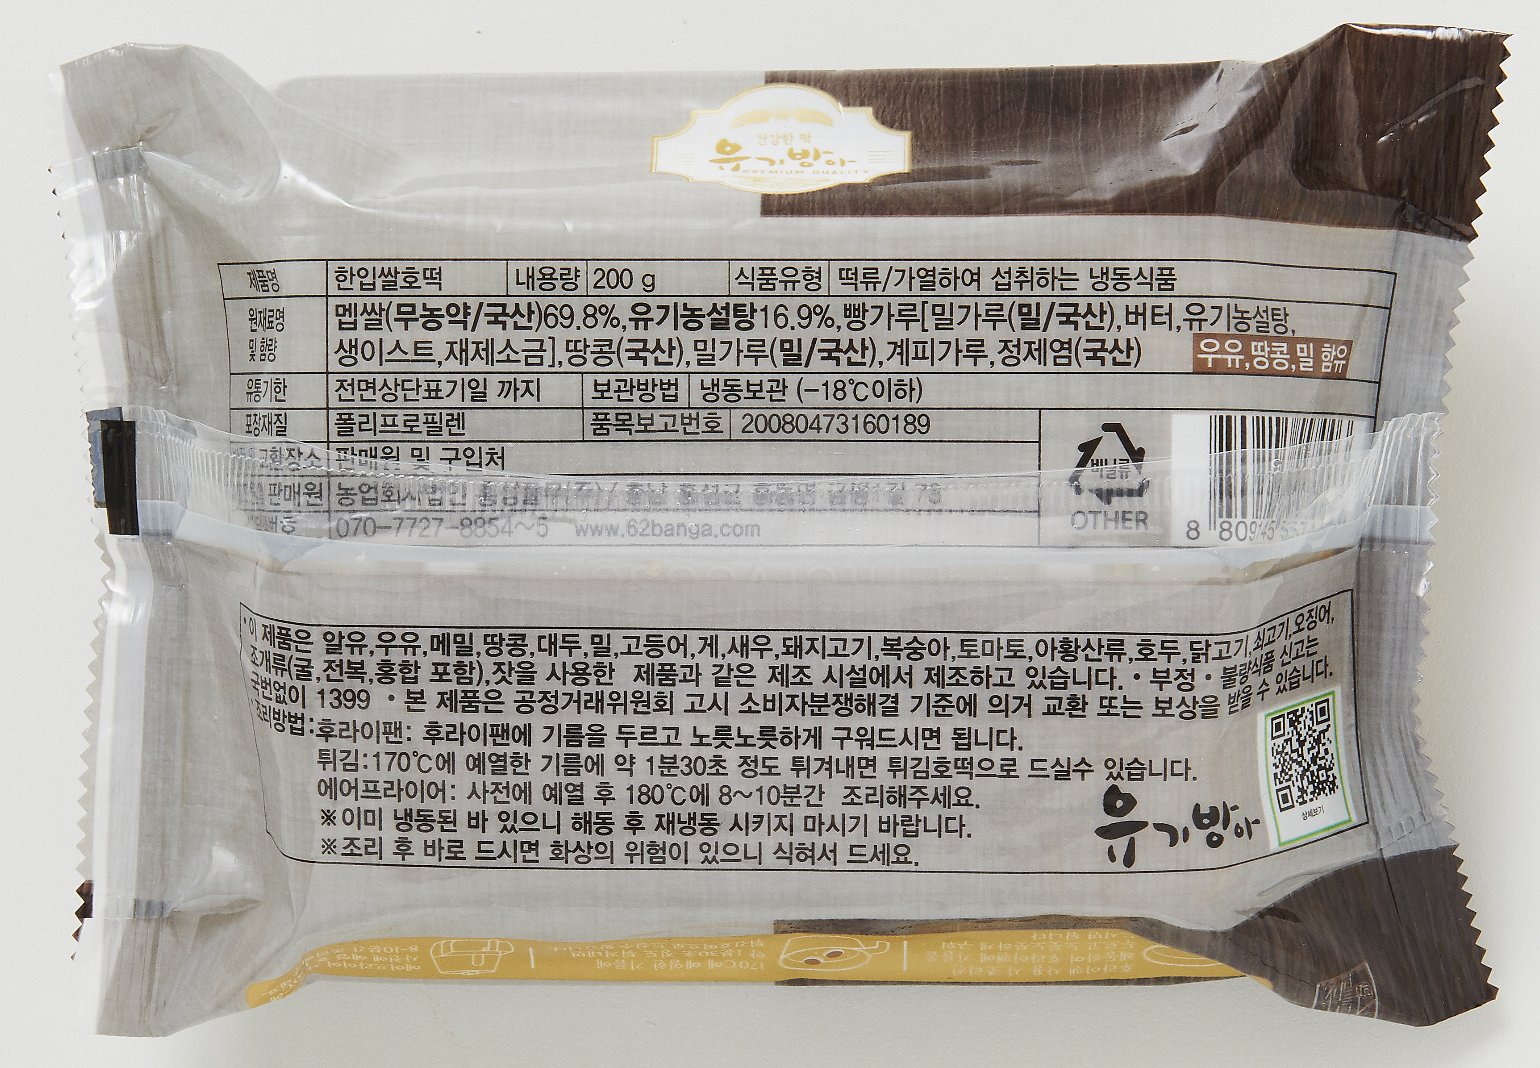 건강한 떡
유기방아
PREMIUM QUALITY
제품명 한입쌀호떡 내용량 200 g 식품유형 떡류/가열하여 섭취하는 냉동식품
원재료명 및 함량 멥쌀(무농약/국산)69.8%,유기농설탕16.9%,빵가루[밀가루(밀/국산),버터,유기농설탕,
생이스트,재제소금],땅콩(국산),밀가루(밀/국산),계피가루,정제염(국산) 우유,땅콩,밀 함유
유통기한 전면상단표기일 까지 보관방법 냉동보관 (-18℃이하)
포장재질 폴리프로필렌 품목보고번호 20080473160189
판매원 및 구입처
판매원 농업회사법인
070-7727-8854~5 www.62banga.com
비닐류
OTHER
8 809145
•이 제품은 알유,우유,메밀,땅콩,대두,밀,고등어,게,새우,돼지고기,복숭아,토마토,아황산류,호두,닭고기,쇠고기,오징어,
조개류(굴,전복,홍합 포함),잣을 사용한 제품과 같은 제조 시설에서 제조하고 있습니다. •부정•불량식품 신고는
국번없이 1399 •본 제품은 공정거래위원회 고시 소비자분쟁해결 기준에 의거 교환 또는 보상을 받을 수 있습니다.
•조리방법:후라이팬: 후라이팬에 기름을 두르고 노릇노릇하게 구워드시면 됩니다.
튀김:170℃에 예열한 기름에 약 1분30초 정도 튀겨내면 튀김호떡으로 드실수 있습니다.
에어프라이어: 사전에 예열 후 180℃에 8~10분간 조리해주세요.
※이미 냉동된 바 있으니 해동 후 재냉동 시키지 마시기 바랍니다.
※조리 후 바로 드시면 화상의 위험이 있으니 식혀서 드세요.
유기방아
상세보기